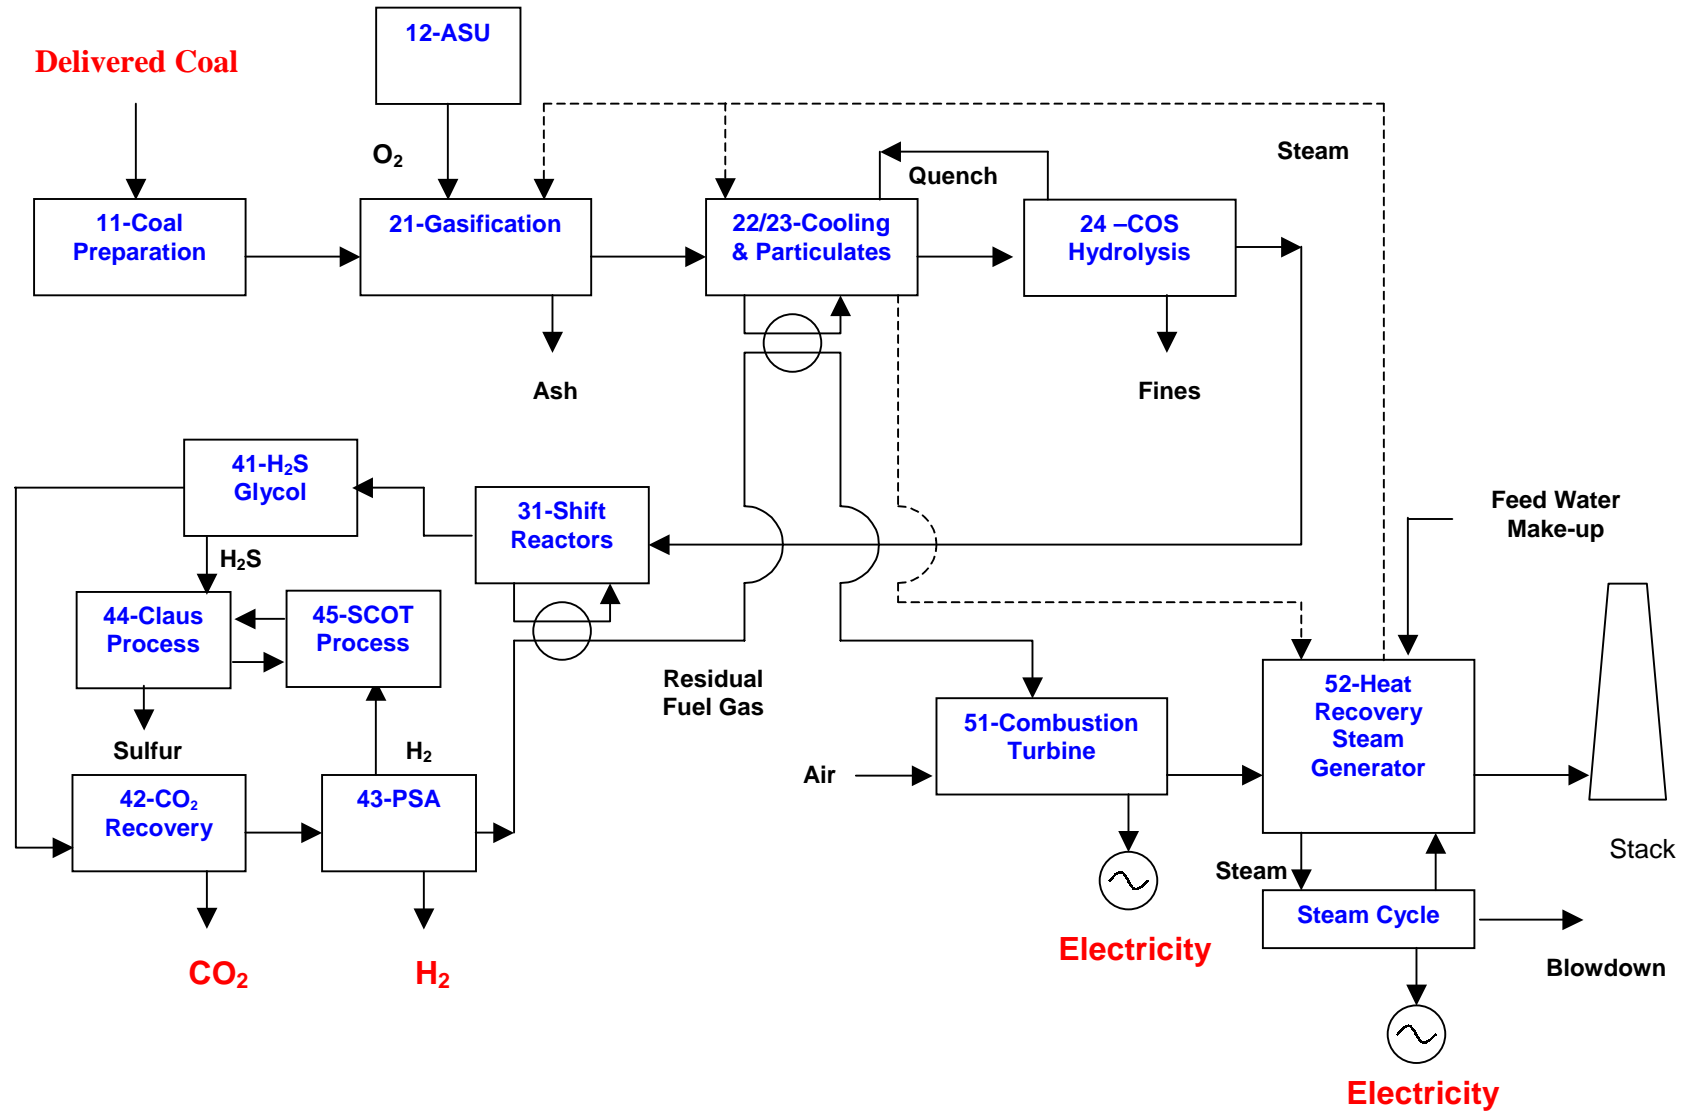 12-ASU
Delivered Coal
O₂
Steam
Quench
11-Coal
Preparation
21-Gasification
22/23-Cooling
& Particulates
24 –COS
Hydrolysis
Ash
Fines
41-H₂S
Glycol
31-Shift
Reactors
Feed Water
Make-up
H₂S
44-Claus
Process
45-SCOT
Process
Residual
Fuel Gas
52-Heat
Recovery
Steam
Generator
51-Combustion
Turbine
Sulfur
H₂
Air
42-CO₂
Recovery
43-PSA
Stack
Steam
Steam Cycle
Electricity
CO₂
H₂
Blowdown
Electricity